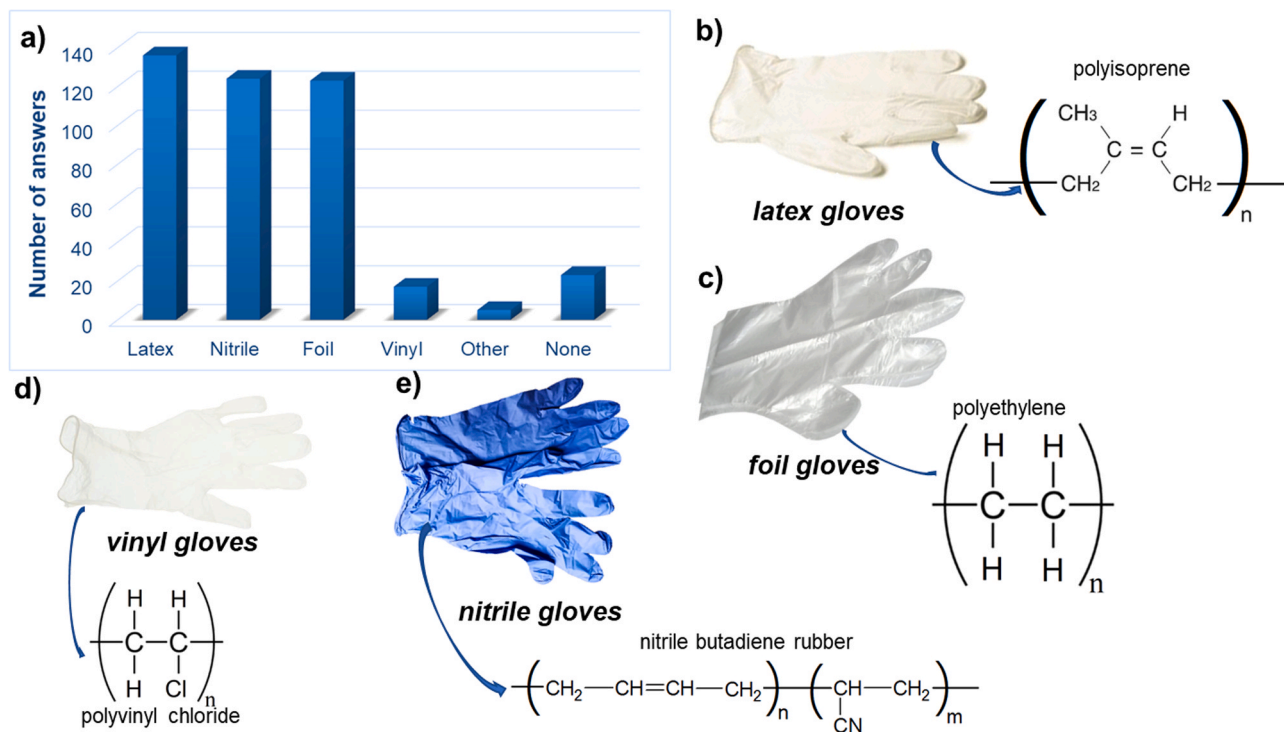 a)
Number of answers
140
120
100
80
60
40
20
0
Latex Nitrile Foil Vinyl Other None
b)
latex gloves
polyisoprene
CH3 H
C = C
CH2 CH2
n
c)
foil gloves
polyethylene
H H
C C
H H
n
d)
vinyl gloves
H H
C C
H Cl
n
polyvinyl chloride
e)
nitrile gloves
nitrile butadiene rubber
CH2 CH=CH CH2 n CH CH2 m
CN